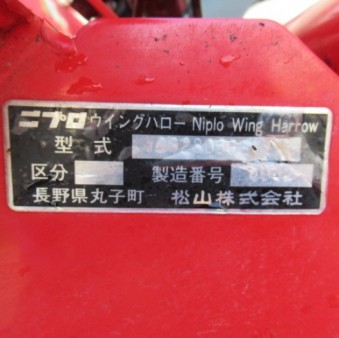 ニプロ ウイングハロー Niplo Wing Harrow
型式
区分 製造番号
長野県丸子町 松山株式会社